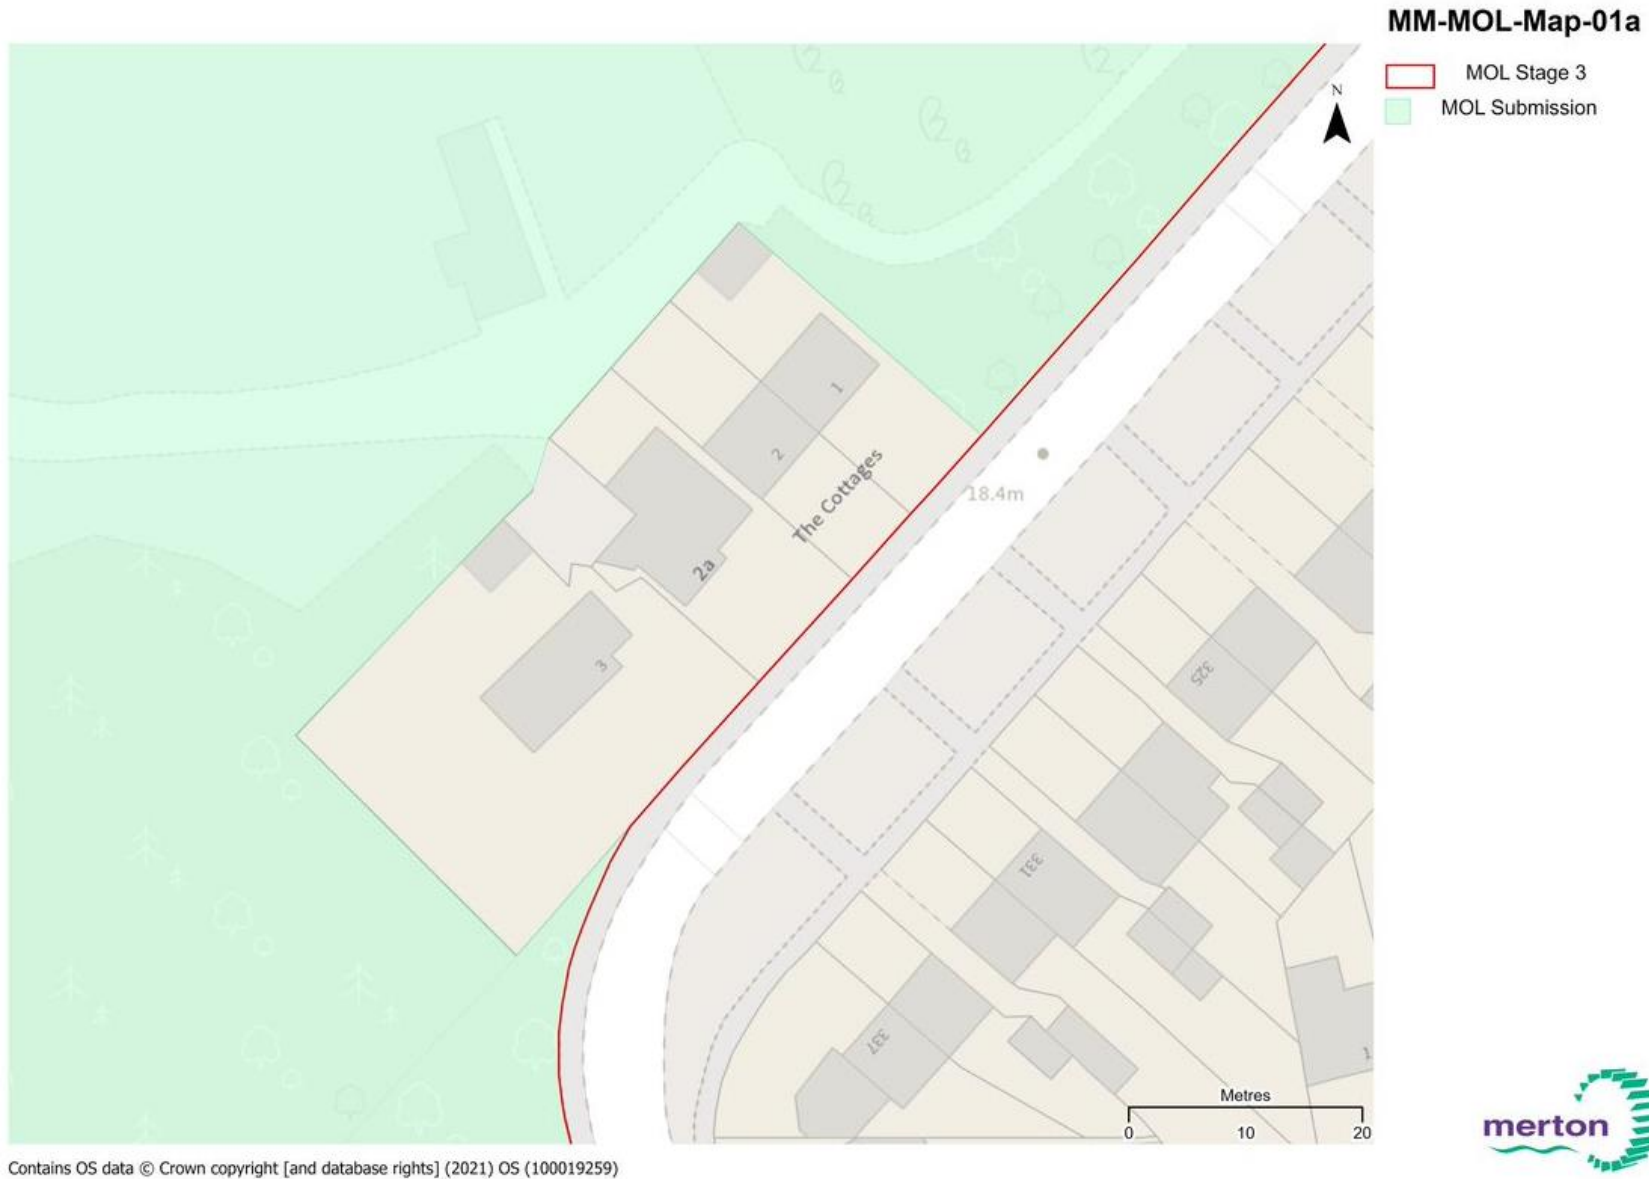 MM-MOL-Map-01a
MOL Stage 3
MOL Submission
N
1
2
The Cottages
18.4m
2a
3
325
331
337
1
Metres
0 10 20
merton
Contains OS data © Crown copyright [and database rights] (2021) OS (100019259)